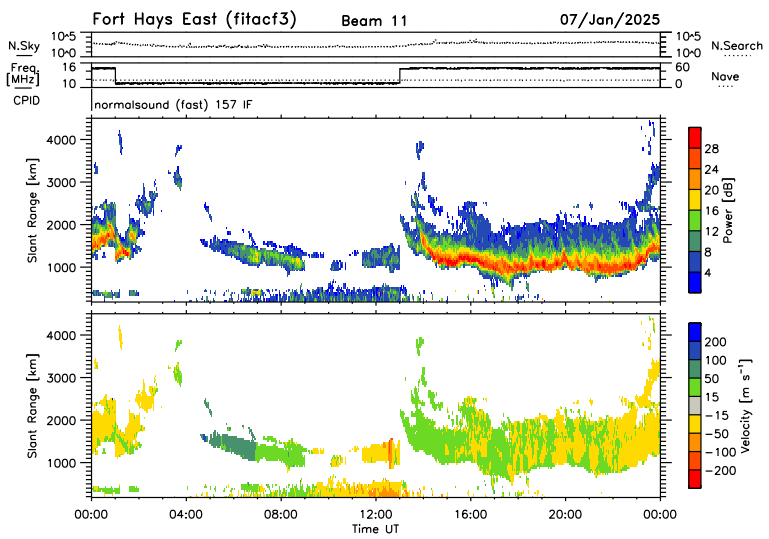 Fort Hays East (fitacf3) Beam 11 07/Jan/2025
N.Sky 10^5 10^0 10^5 10^0 N.Search
Freq. [MHz] 16 10 60 0 Nave
CPID normalsound (fast) 157 IF
Slant Range [km] 4000 3000 2000 1000
Power [dB] 28 24 20 16 12 8 4
Slant Range [km] 4000 3000 2000 1000
Velocity [m s⁻¹] 200 100 50 15 −15 −50 −100 −200
00:00 04:00 08:00 12:00 16:00 20:00 00:00
Time UT